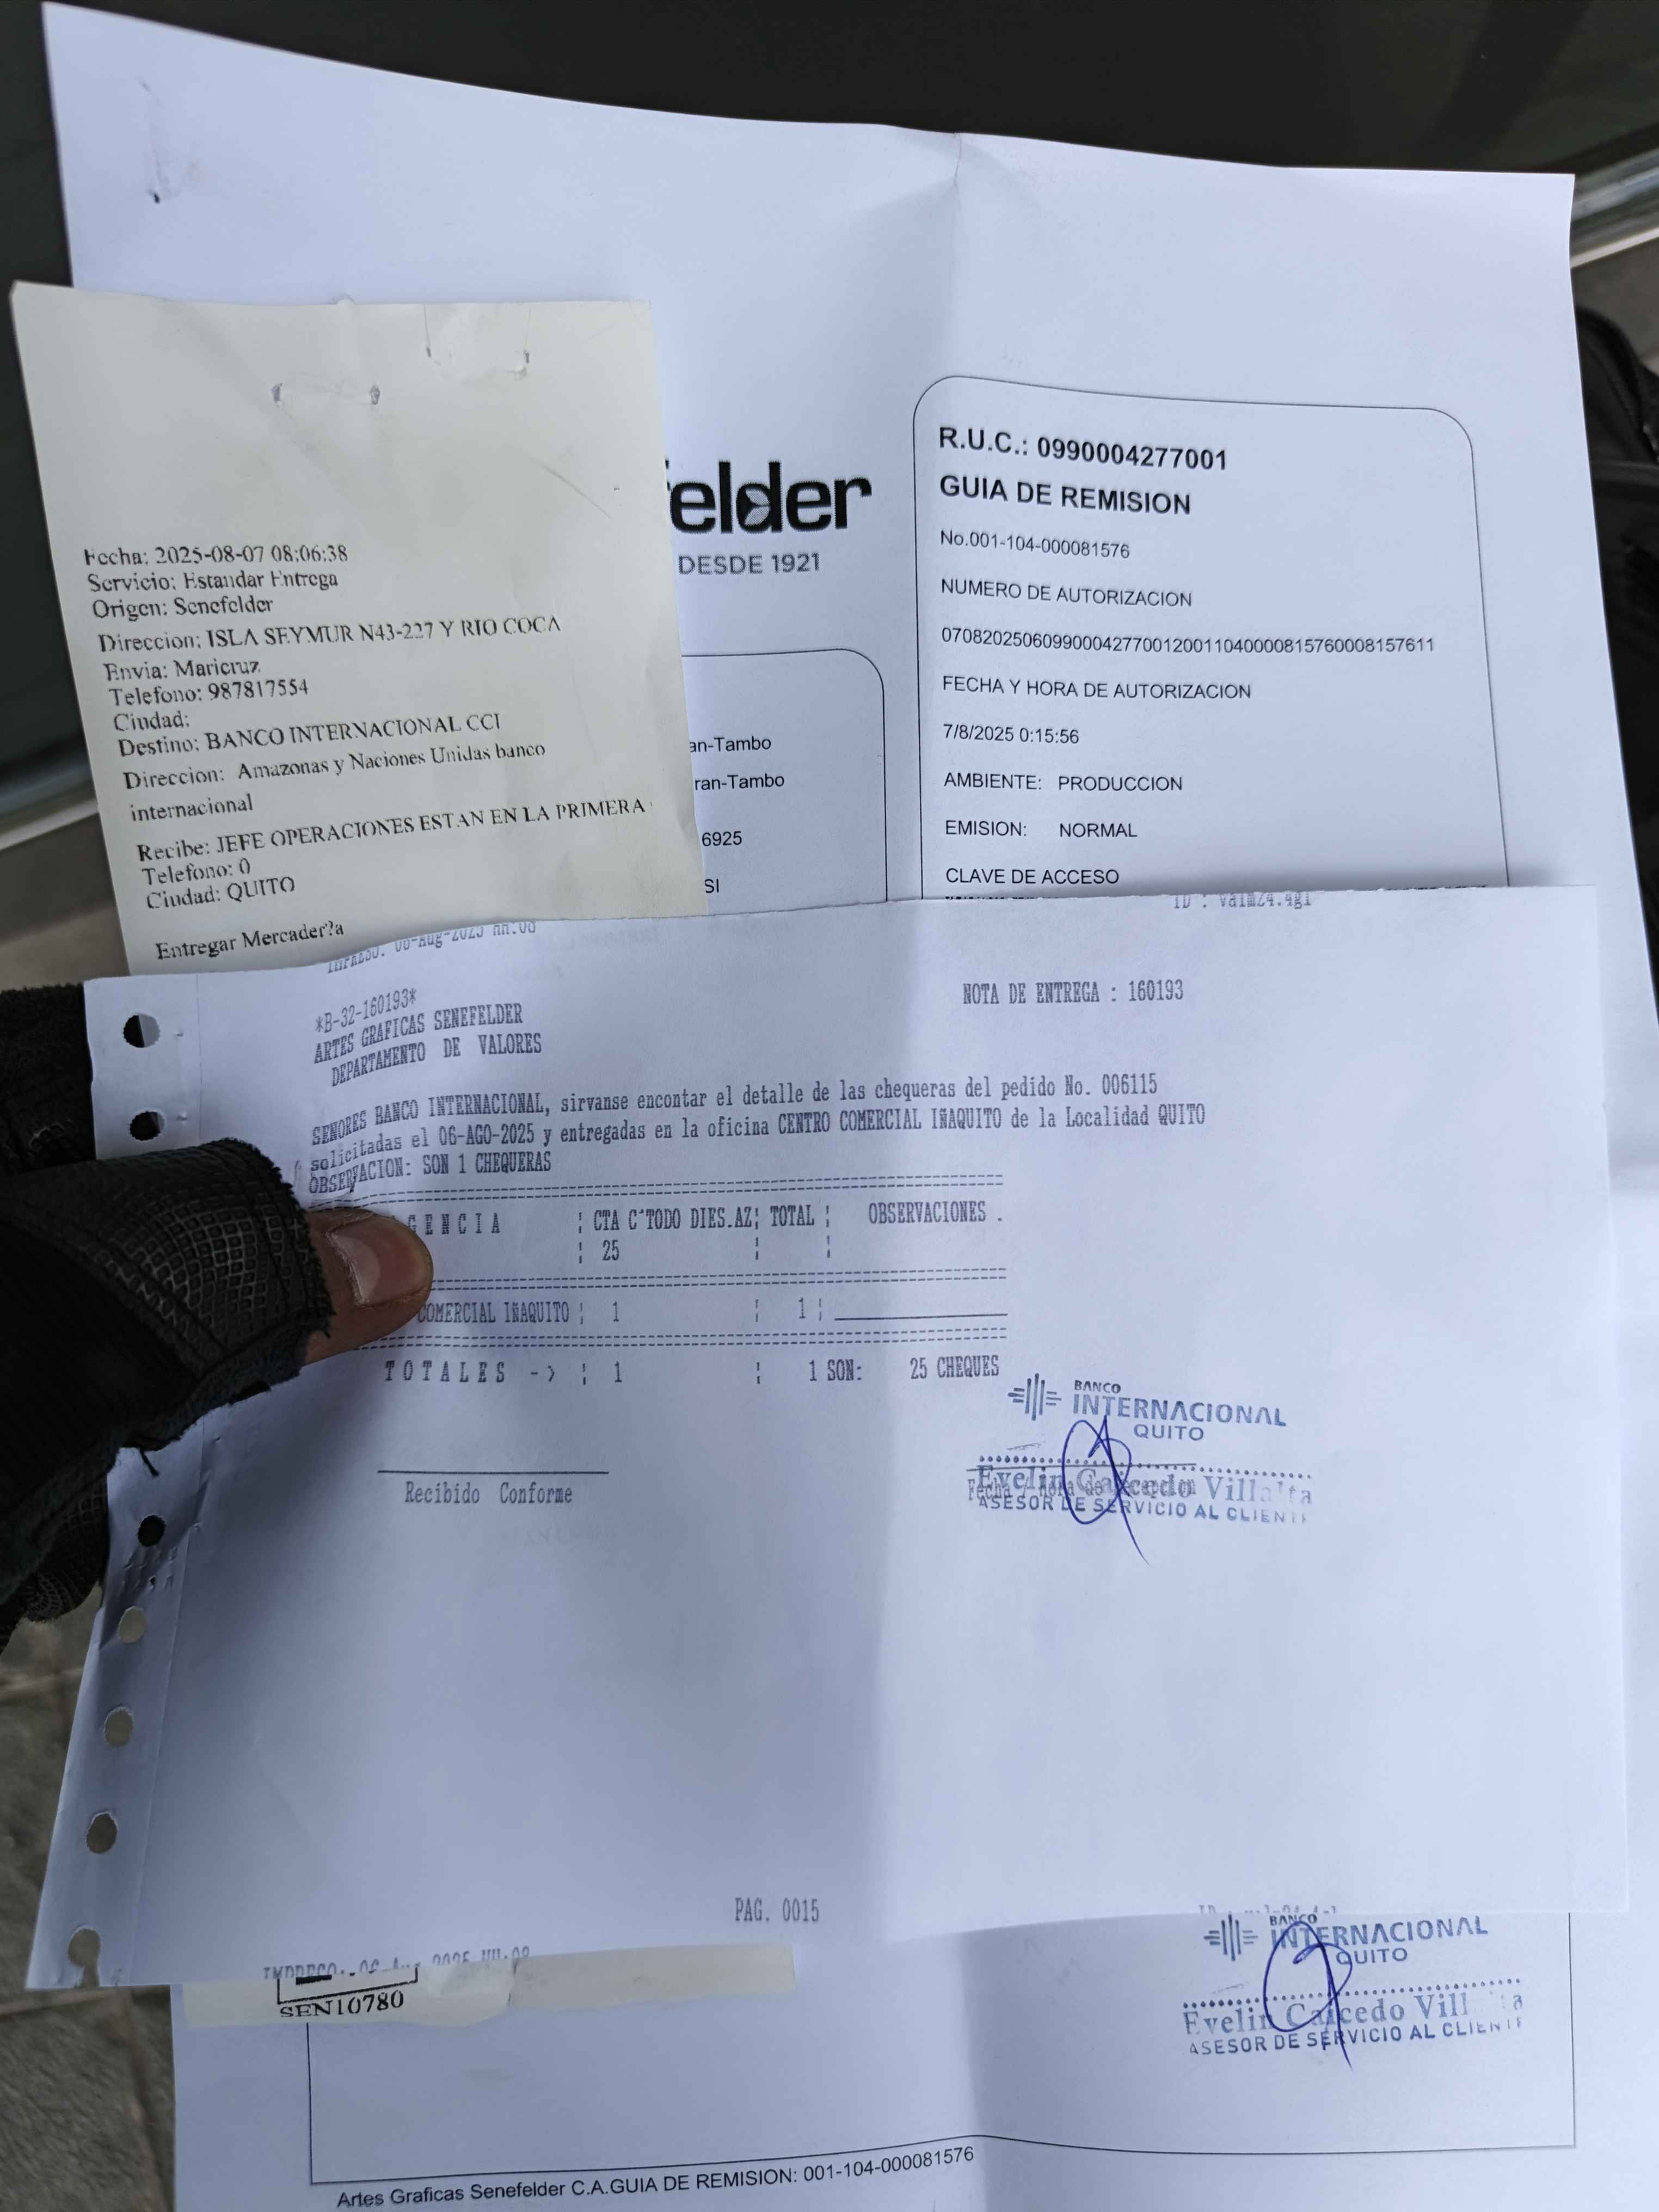 elder
DESDE 1921
R.U.C.: 0990004277001
GUIA DE REMISION
No.001-104-000081576
NUMERO DE AUTORIZACION
0708202506099000427700120011040000815760008157611
FECHA Y HORA DE AUTORIZACION
7/8/2025 0:15:56
AMBIENTE: PRODUCCION
EMISION: NORMAL
CLAVE DE ACCESO
an-Tambo
ran-Tambo
6925
SI
Fecha: 2025-08-07 08:06:38
Servicio: Estandar Entrega
Origen: Senefelder
Direccion: ISLA SEYMUR N43-227 Y RIO COCA
Envia: Maricruz
Telefono: 987817554
Ciudad:
Destino: BANCO INTERNACIONAL CCI
Direccion: Amazonas y Naciones Unidas banco
internacional
Recibe: JEFE OPERACIONES ESTAN EN LA PRIMERA
Telefono: 0
Ciudad: QUITO
Entregar Mercader?a
*B-32-160193*
NOTA DE ENTREGA : 160193
ARTES GRAFICAS SENEFELDER
DEPARTAMENTO DE VALORES
SENORES BANCO INTERNACIONAL, sirvanse encontar el detalle de las chequeras del pedido No. 006115
solicitadas el 06-AGO-2025 y entregadas en la oficina CENTRO COMERCIAL IÑAQUITO de la Localidad QUITO
OBSERVACION: SON 1 CHEQUERAS
GENCIA ¦ CTA C'TODO DIES.AZ¦ TOTAL ¦ OBSERVACIONES .
¦ 25 ¦ ¦
COMERCIAL IÑAQUITO ¦ 1 ¦ 1 ¦
TOTALES -> ¦ 1 ¦ 1 SON: 25 CHEQUES
BANCO
INTERNACIONAL
QUITO
Evelin Caicedo Villalta
ASESOR DE SERVICIO AL CLIENTE
Recibido Conforme
PAG. 0015
SEN10780
BANCO
INTERNACIONAL
QUITO
Evelin Caicedo Vill a
ASESOR DE SERVICIO AL CLIENTE
Artes Graficas Senefelder C.A.GUIA DE REMISION: 001-104-000081576